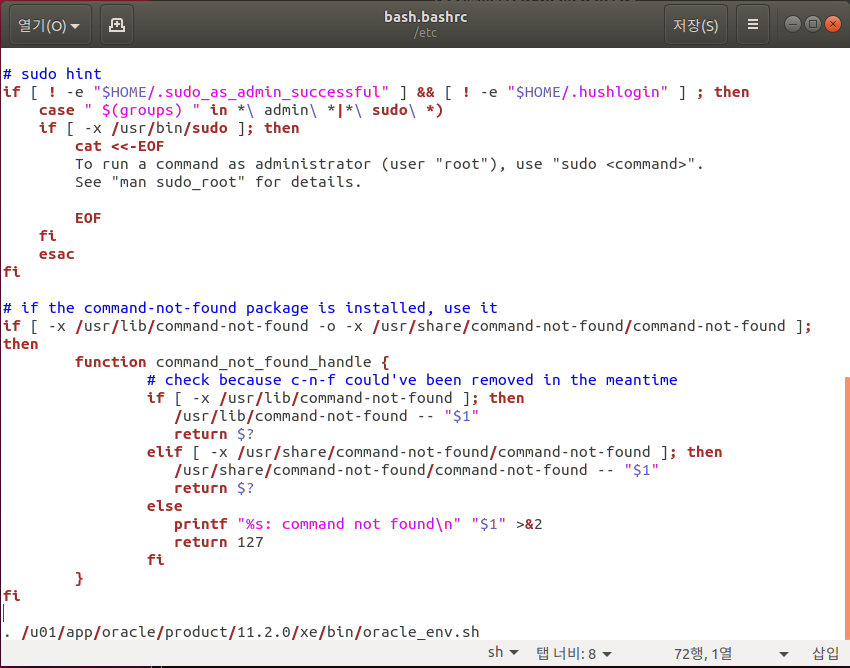 열기(O)
bash.bashrc
/etc
저장(S)
# sudo hint
if [ ! -e "$HOME/.sudo_as_admin_successful" ] && [ ! -e "$HOME/.hushlogin" ] ; then
    case " $(groups) " in *\ admin\ *|*\ sudo\ *)
    if [ -x /usr/bin/sudo ]; then
        cat <<-EOF
        To run a command as administrator (user "root"), use "sudo <command>".
        See "man sudo_root" for details.
        EOF
    fi
    esac
fi
# if the command-not-found package is installed, use it
if [ -x /usr/lib/command-not-found -o -x /usr/share/command-not-found/command-not-found ];
then
        function command_not_found_handle {
                # check because c-n-f could've been removed in the meantime
                if [ -x /usr/lib/command-not-found ]; then
                   /usr/lib/command-not-found -- "$1"
                   return $?
                elif [ -x /usr/share/command-not-found/command-not-found ]; then
                   /usr/share/command-not-found/command-not-found -- "$1"
                   return $?
                else
                   printf "%s: command not found\n" "$1" >&2
                   return 127
                fi
        }
fi
. /u01/app/oracle/product/11.2.0/xe/bin/oracle_env.sh
sh 탭 너비: 8 72행, 1열 삽입